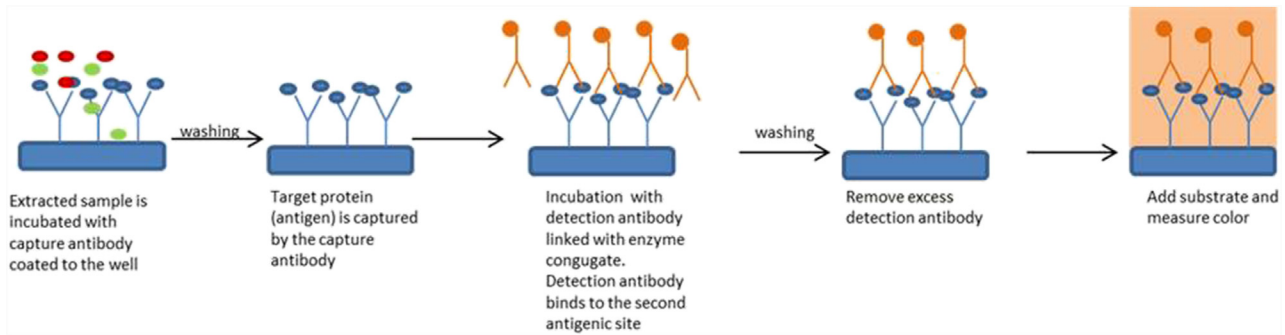 washing
washing
Extracted sample is
incubated with
capture antibody
coated to the well
Target protein
(antigen) is captured
by the capture
antibody
Incubation with
detection antibody
linked with enzyme
congugate.
Detection antibody
binds to the second
antigenic site
Remove excess
detection antibody
Add substrate and
measure color